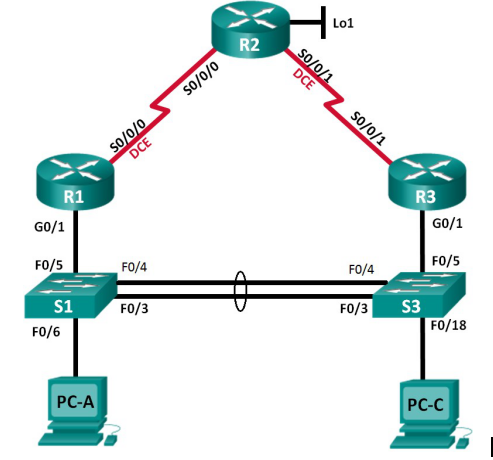 R2
Lo1
S0/0/0
S0/0/1
DCE
S0/0/0
DCE
S0/0/1
R1
R3
G0/1
G0/1
F0/5
F0/4
F0/4
F0/5
S1
S3
F0/3
F0/3
F0/6
F0/18
PC-A
PC-C